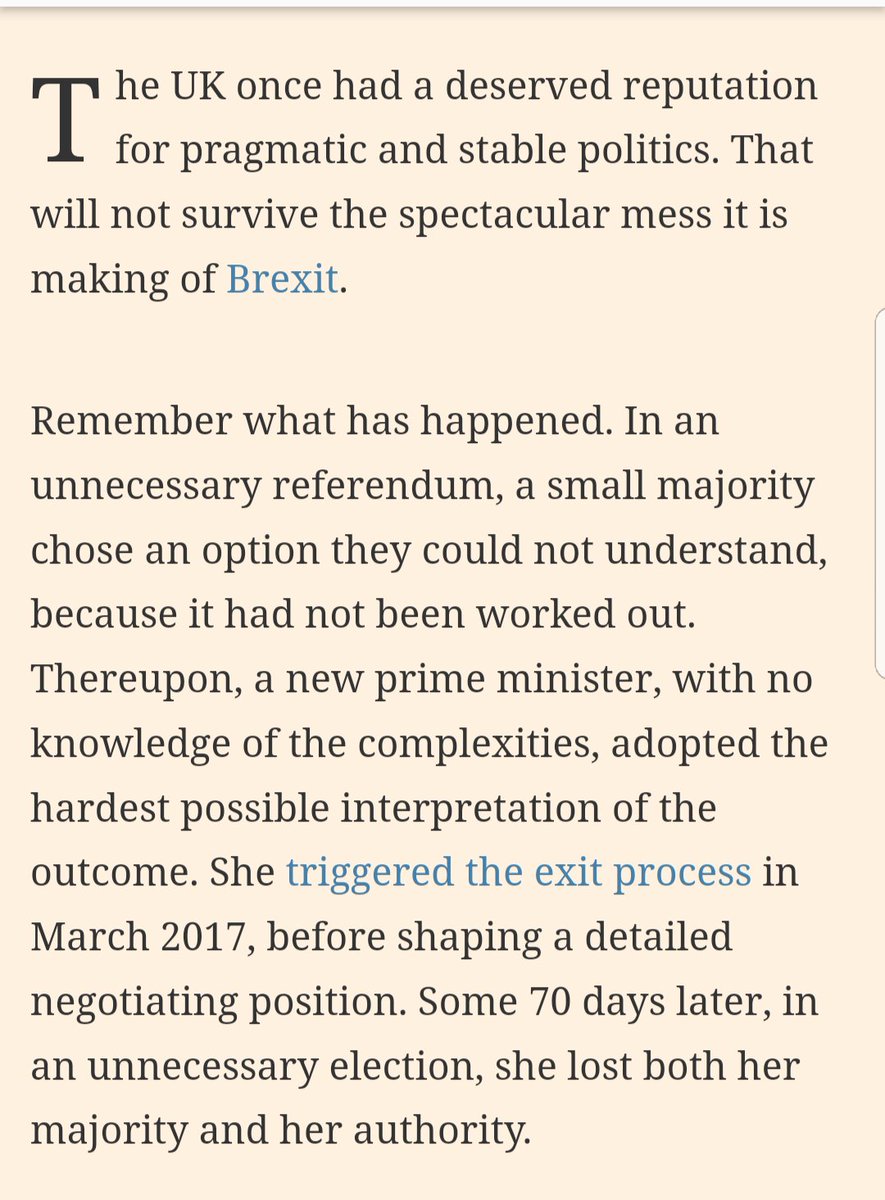 The UK once had a deserved reputation
for pragmatic and stable politics. That
will not survive the spectacular mess it is
making of Brexit.
Remember what has happened. In an
unnecessary referendum, a small majority
chose an option they could not understand,
because it had not been worked out.
Thereupon, a new prime minister, with no
knowledge of the complexities, adopted the
hardest possible interpretation of the
outcome. She triggered the exit process in
March 2017, before shaping a detailed
negotiating position. Some 70 days later, in
an unnecessary election, she lost both her
majority and her authority.